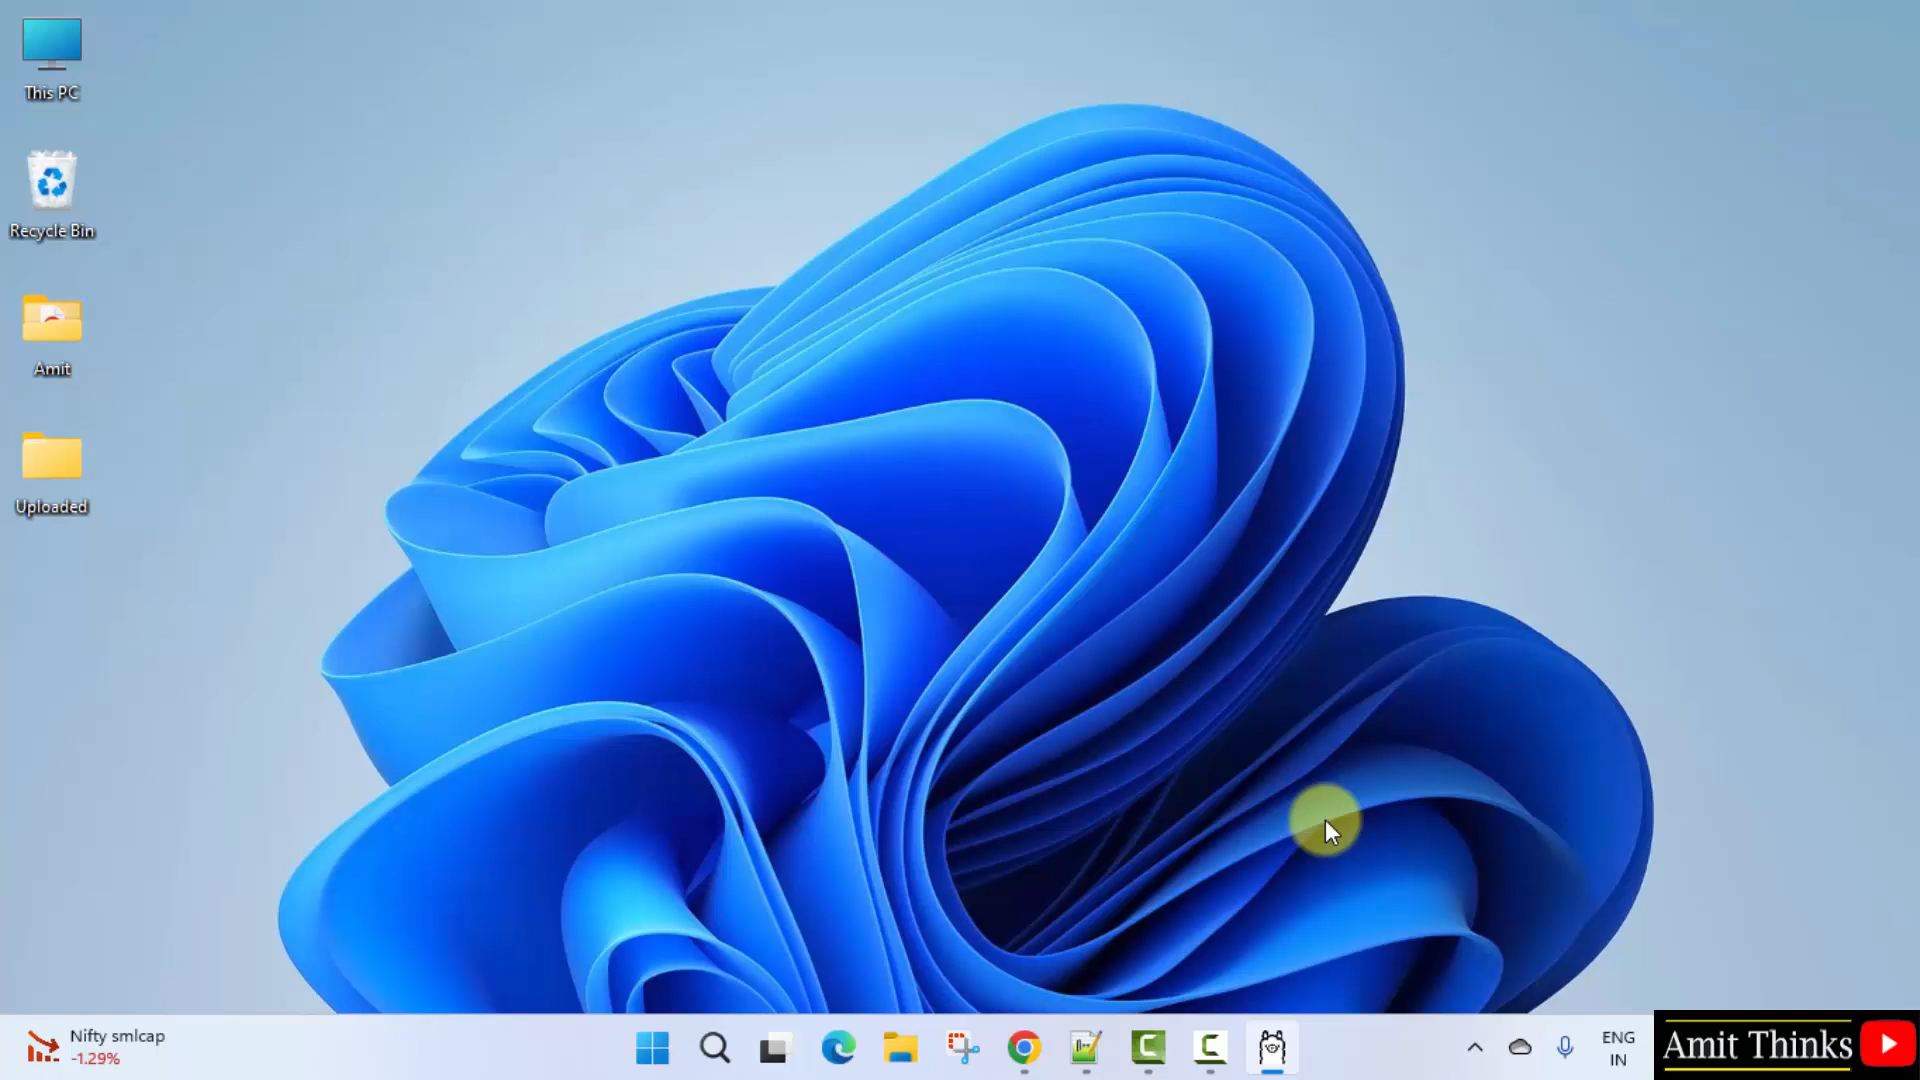 This PC
Recycle Bin
Amit
Uploaded
Nifty smlcap
-1.29%
ENG
IN
Amit Thinks